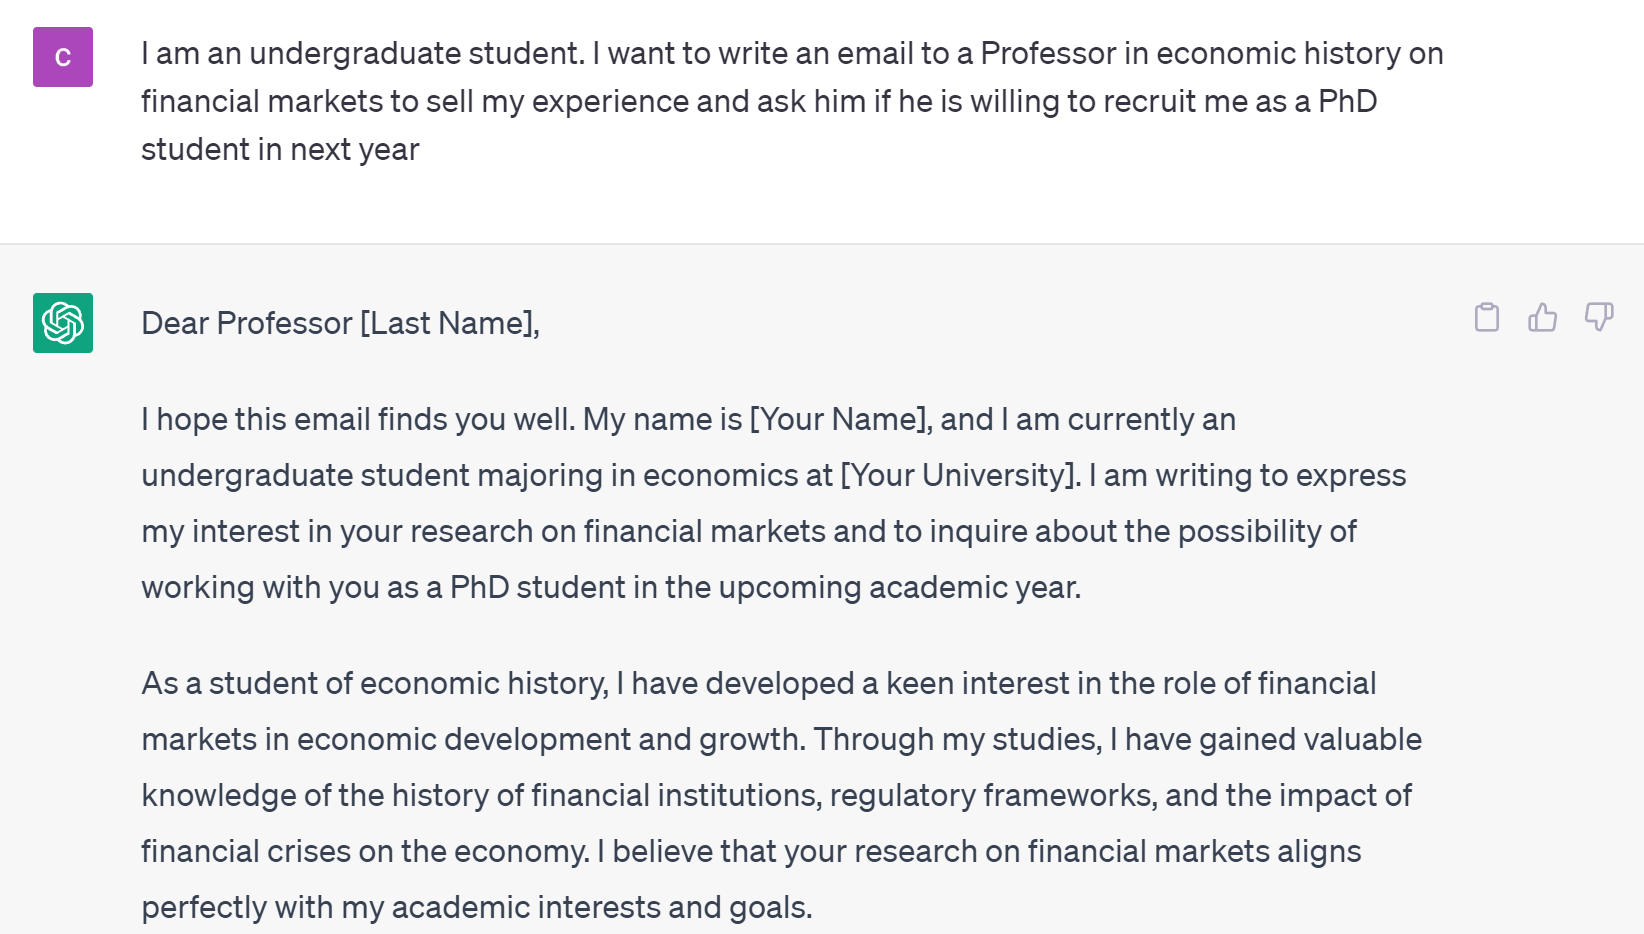 C
I am an undergraduate student. I want to write an email to a Professor in economic history on
financial markets to sell my experience and ask him if he is willing to recruit me as a PhD
student in next year
Dear Professor [Last Name],
I hope this email finds you well. My name is [Your Name], and I am currently an
undergraduate student majoring in economics at [Your University]. I am writing to express
my interest in your research on financial markets and to inquire about the possibility of
working with you as a PhD student in the upcoming academic year.
As a student of economic history, I have developed a keen interest in the role of financial
markets in economic development and growth. Through my studies, I have gained valuable
knowledge of the history of financial institutions, regulatory frameworks, and the impact of
financial crises on the economy. I believe that your research on financial markets aligns
perfectly with my academic interests and goals.